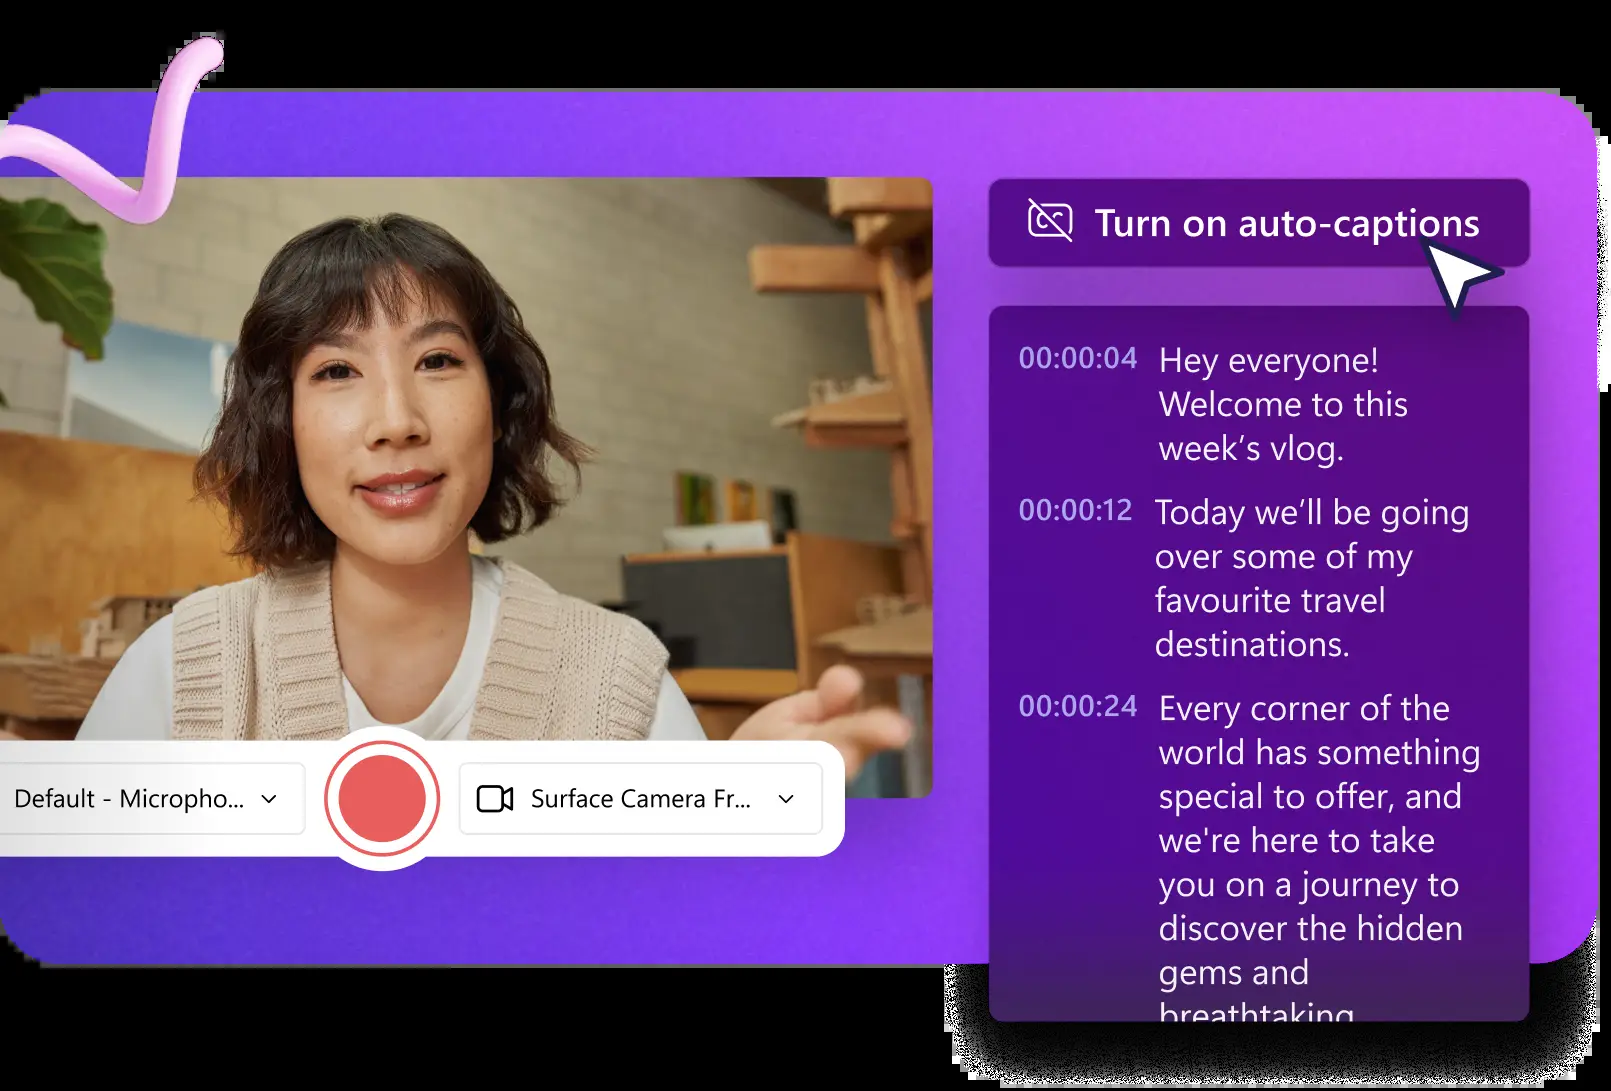 CC Turn on auto-captions
00:00:04 Hey everyone!
Welcome to this
week’s vlog.
00:00:12 Today we’ll be going
over some of my
favourite travel
destinations.
00:00:24 Every corner of the
world has something
special to offer, and
we're here to take
you on a journey to
discover the hidden
gems and
breathtaking
Default - Micropho...
Surface Camera Fr...